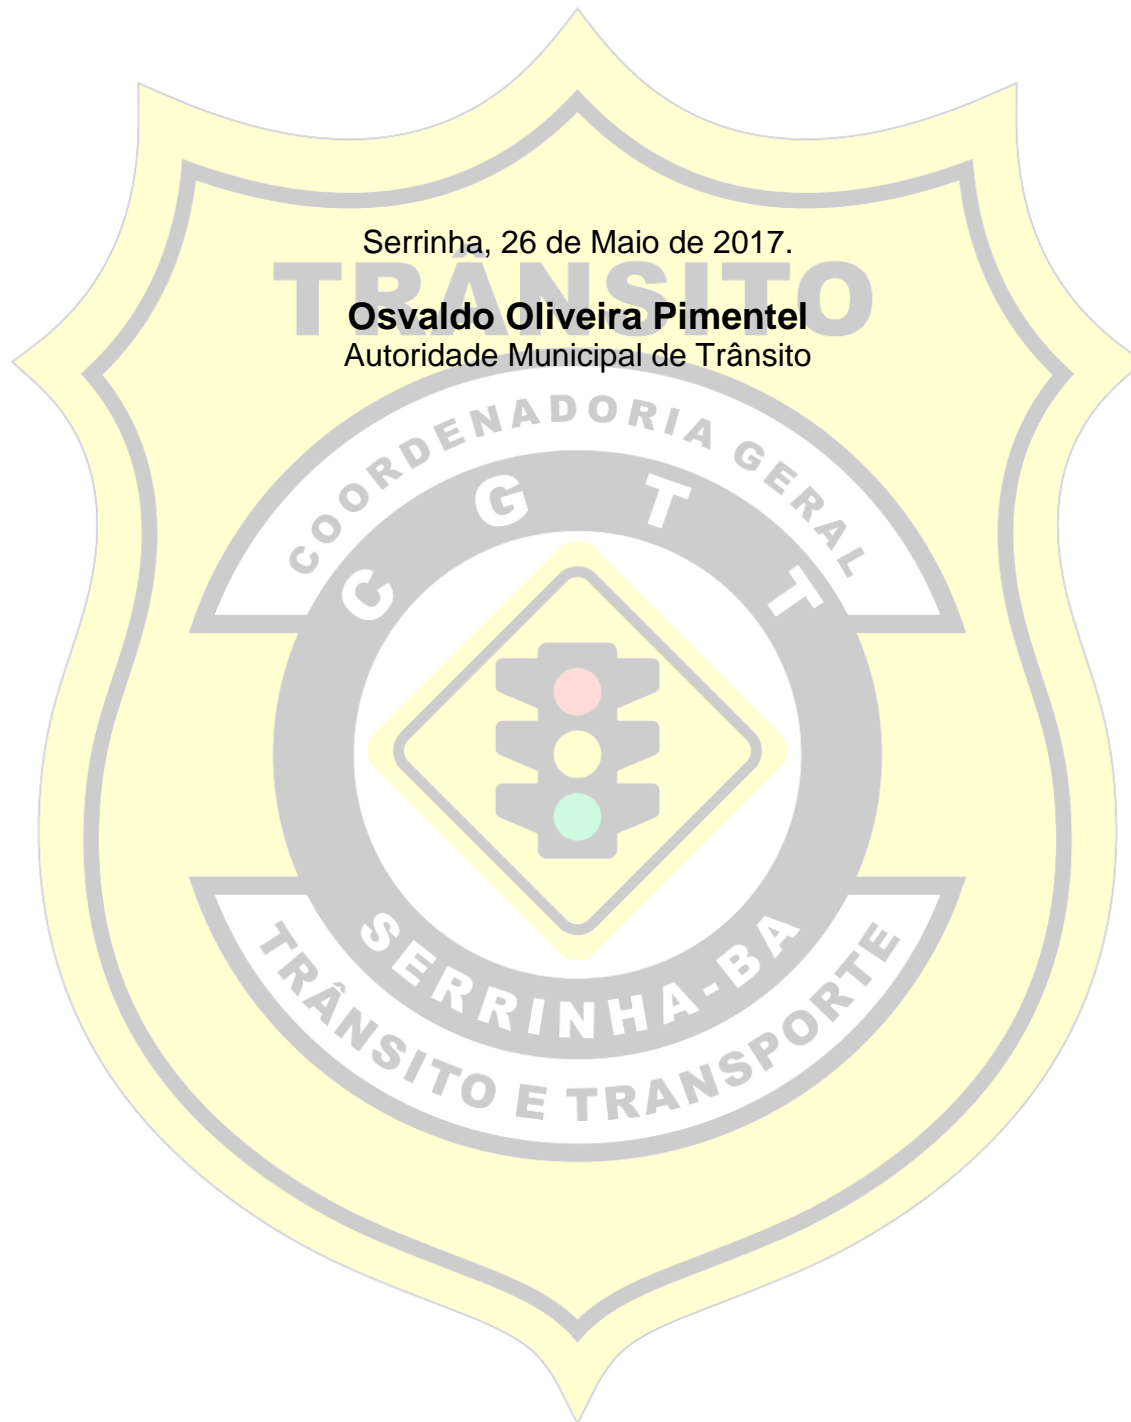 Serrinha, 26 de Maio de 2017.
TRÂNSITO
Osvaldo Oliveira Pimentel
Autoridade Municipal de Trânsito
COORDENADORIA GERAL
C G T T
SERRINHA-BA
TRÂNSITO E TRANSPORTE